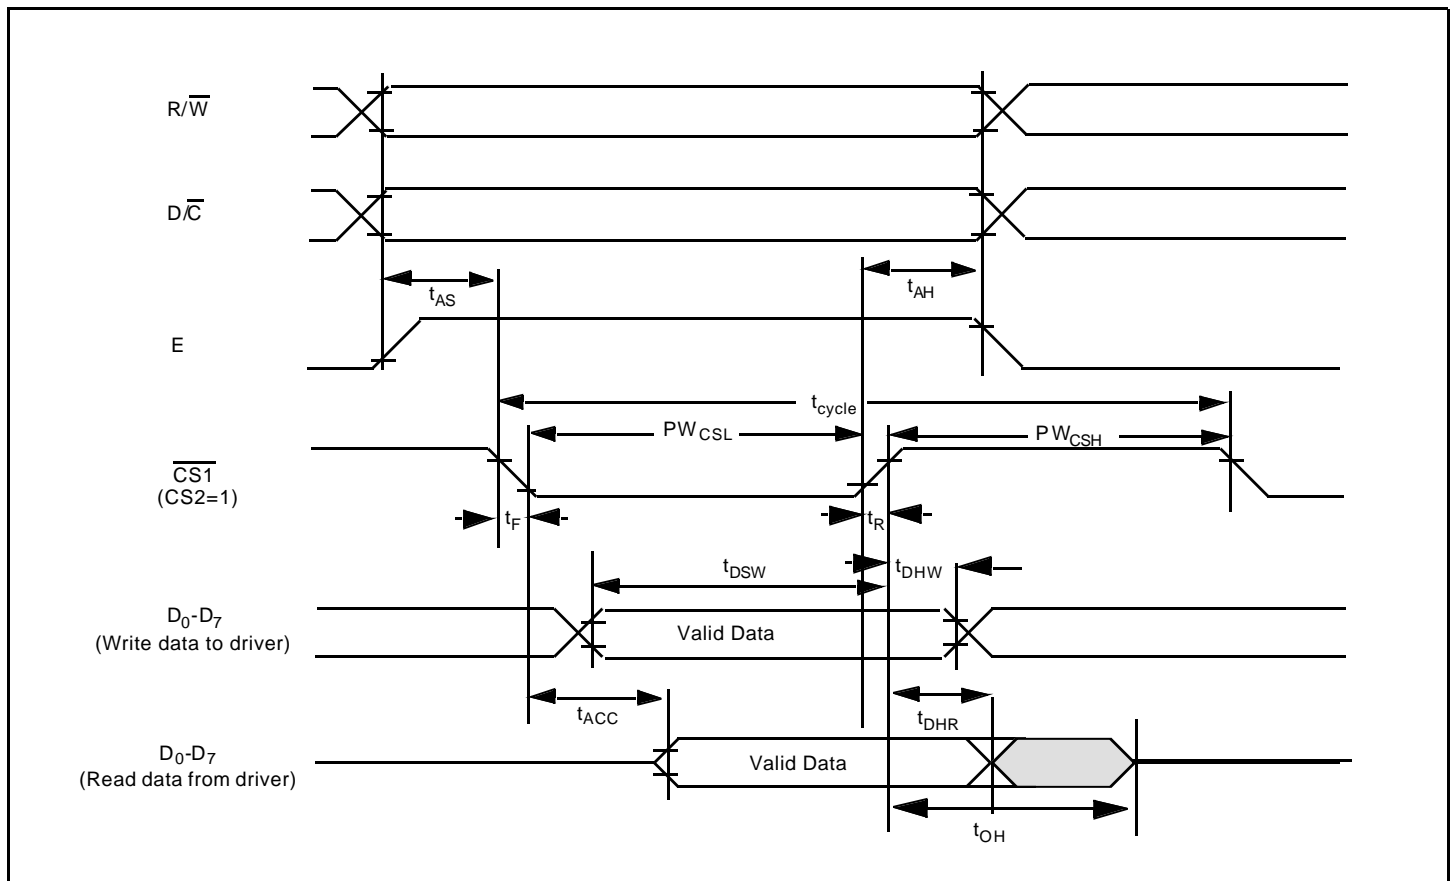 R/W̅
D/C̅
tAS
tAH
E
tcycle
PWCSL
PWCSH
C̅S̅1̅
(CS2=1)
tF
tR
tDSW
tDHW
D0-D7
(Write data to driver)
Valid Data
tACC
tDHR
D0-D7
(Read data from driver)
Valid Data
tOH